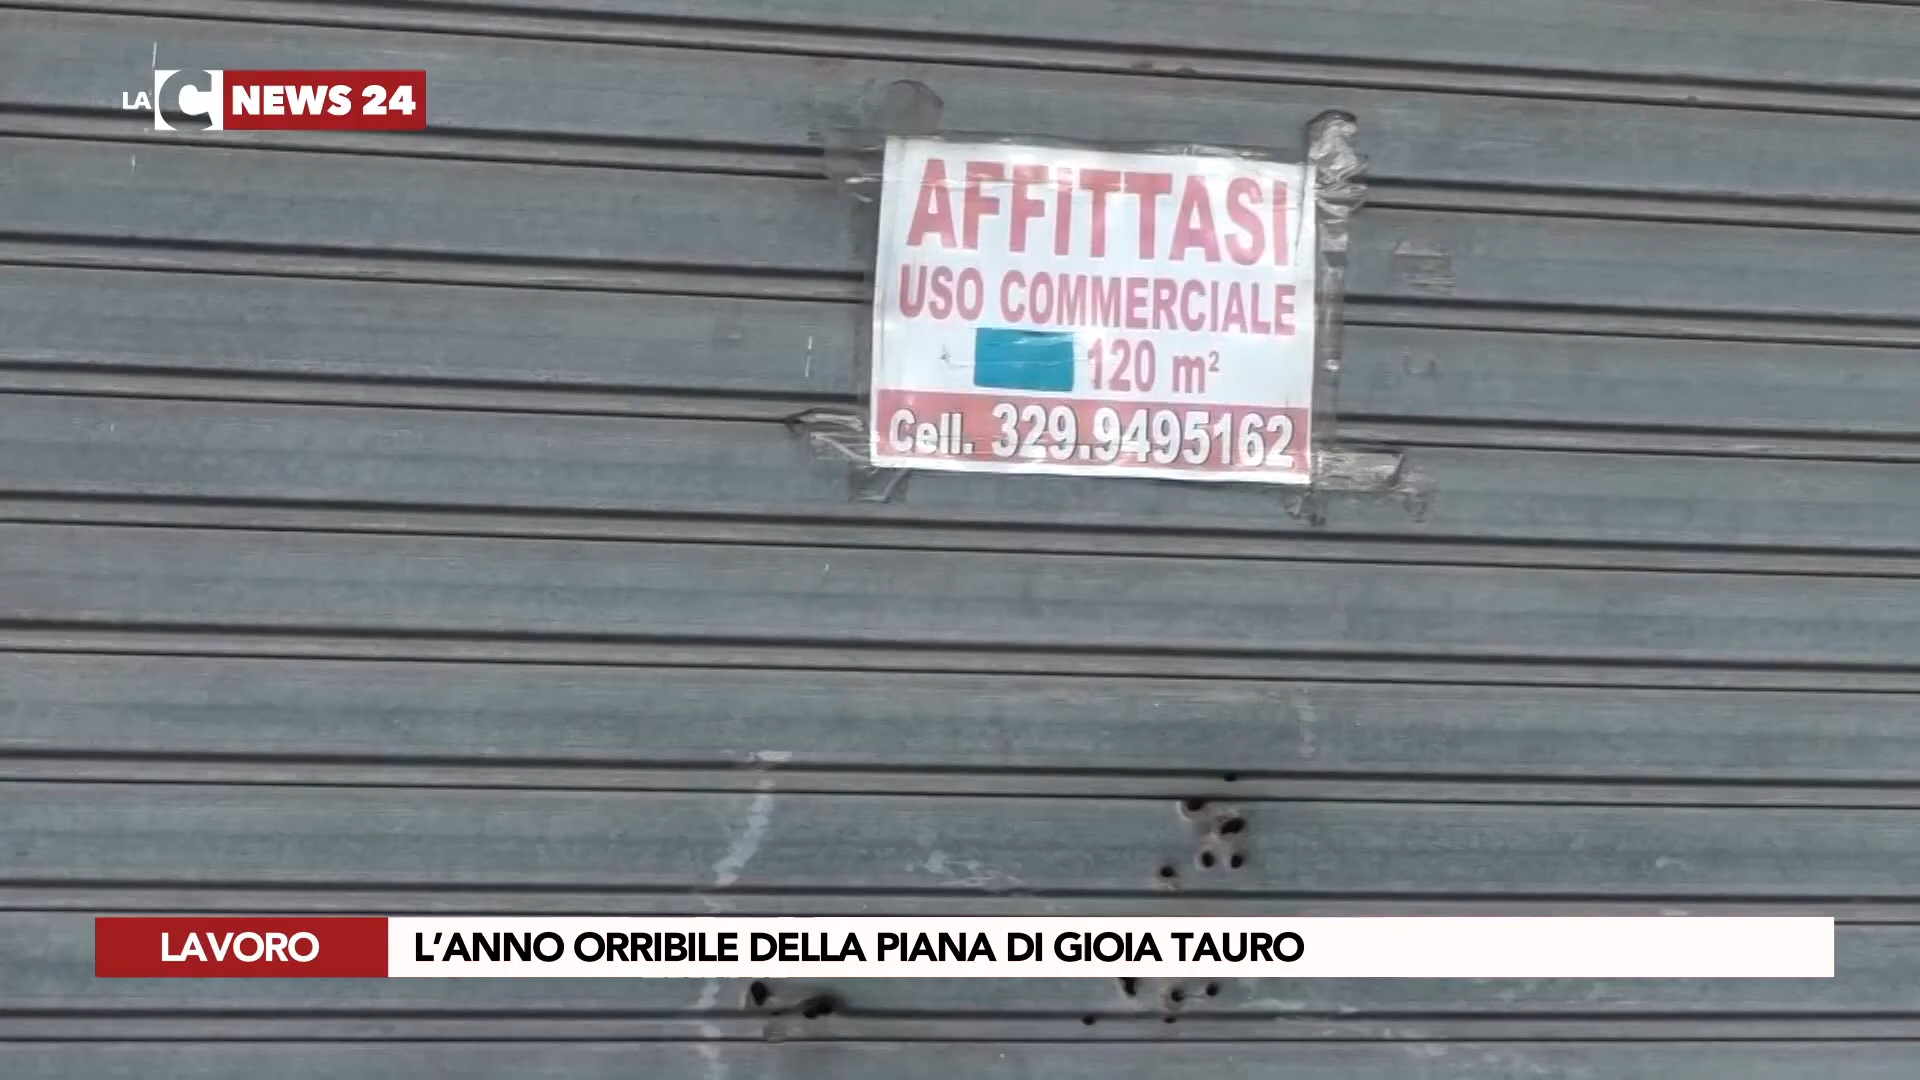 LA C NEWS 24
AFFITTASI
USO COMMERCIALE
120 m²
Cell. 329.9495162
LAVORO L'ANNO ORRIBILE DELLA PIANA DI GIOIA TAURO